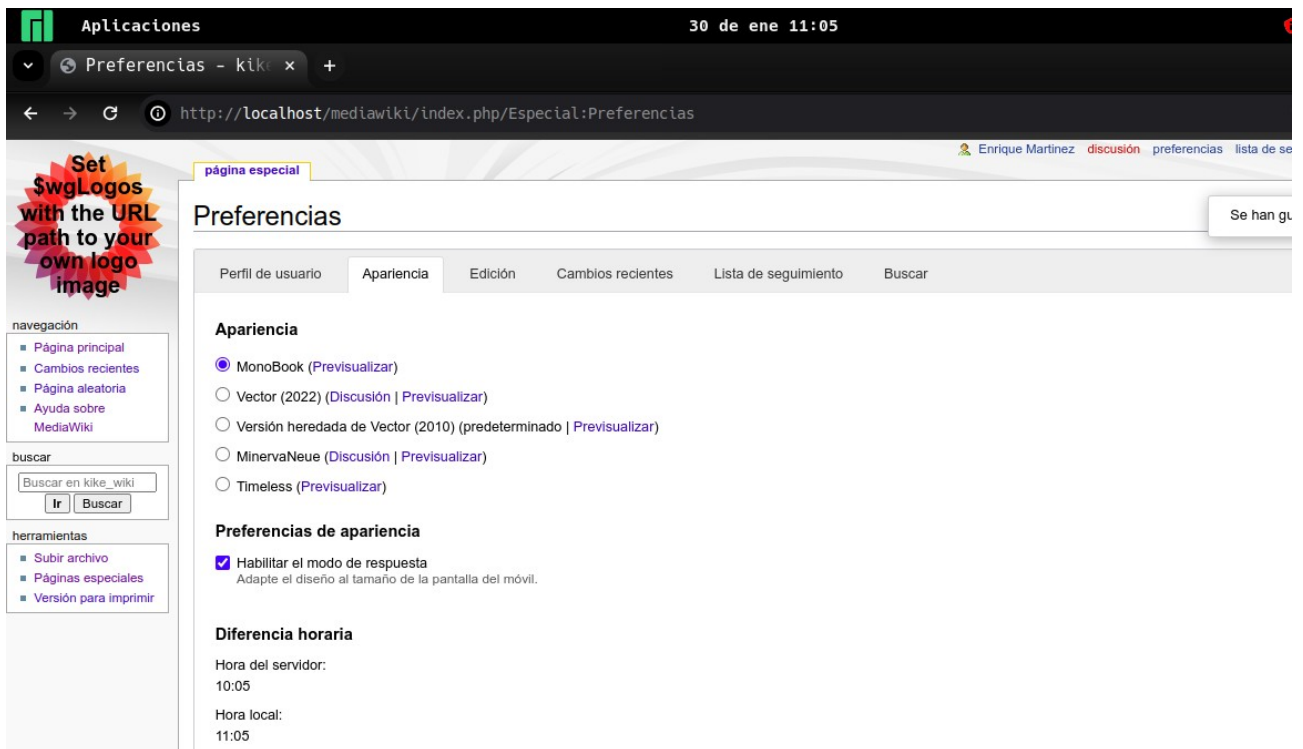 Aplicaciones 30 de ene 11:05
Preferencias - kike × +
http://localhost/mediawiki/index.php/Especial:Preferencias
Set
$wgLogos
with the URL
path to your
own logo
image
Enrique Martinez discusión preferencias lista de se
página especial
Preferencias
Se han gu
Perfil de usuario Apariencia Edición Cambios recientes Lista de seguimiento Buscar
navegación
Página principal
Cambios recientes
Página aleatoria
Ayuda sobre
MediaWiki
buscar
Buscar en kike_wiki
Ir Buscar
herramientas
Subir archivo
Páginas especiales
Versión para imprimir
Apariencia
MonoBook (Previsualizar)
Vector (2022) (Discusión | Previsualizar)
Versión heredada de Vector (2010) (predeterminado | Previsualizar)
MinervaNeue (Discusión | Previsualizar)
Timeless (Previsualizar)
Preferencias de apariencia
Habilitar el modo de respuesta
Adapte el diseño al tamaño de la pantalla del móvil.
Diferencia horaria
Hora del servidor:
10:05
Hora local:
11:05